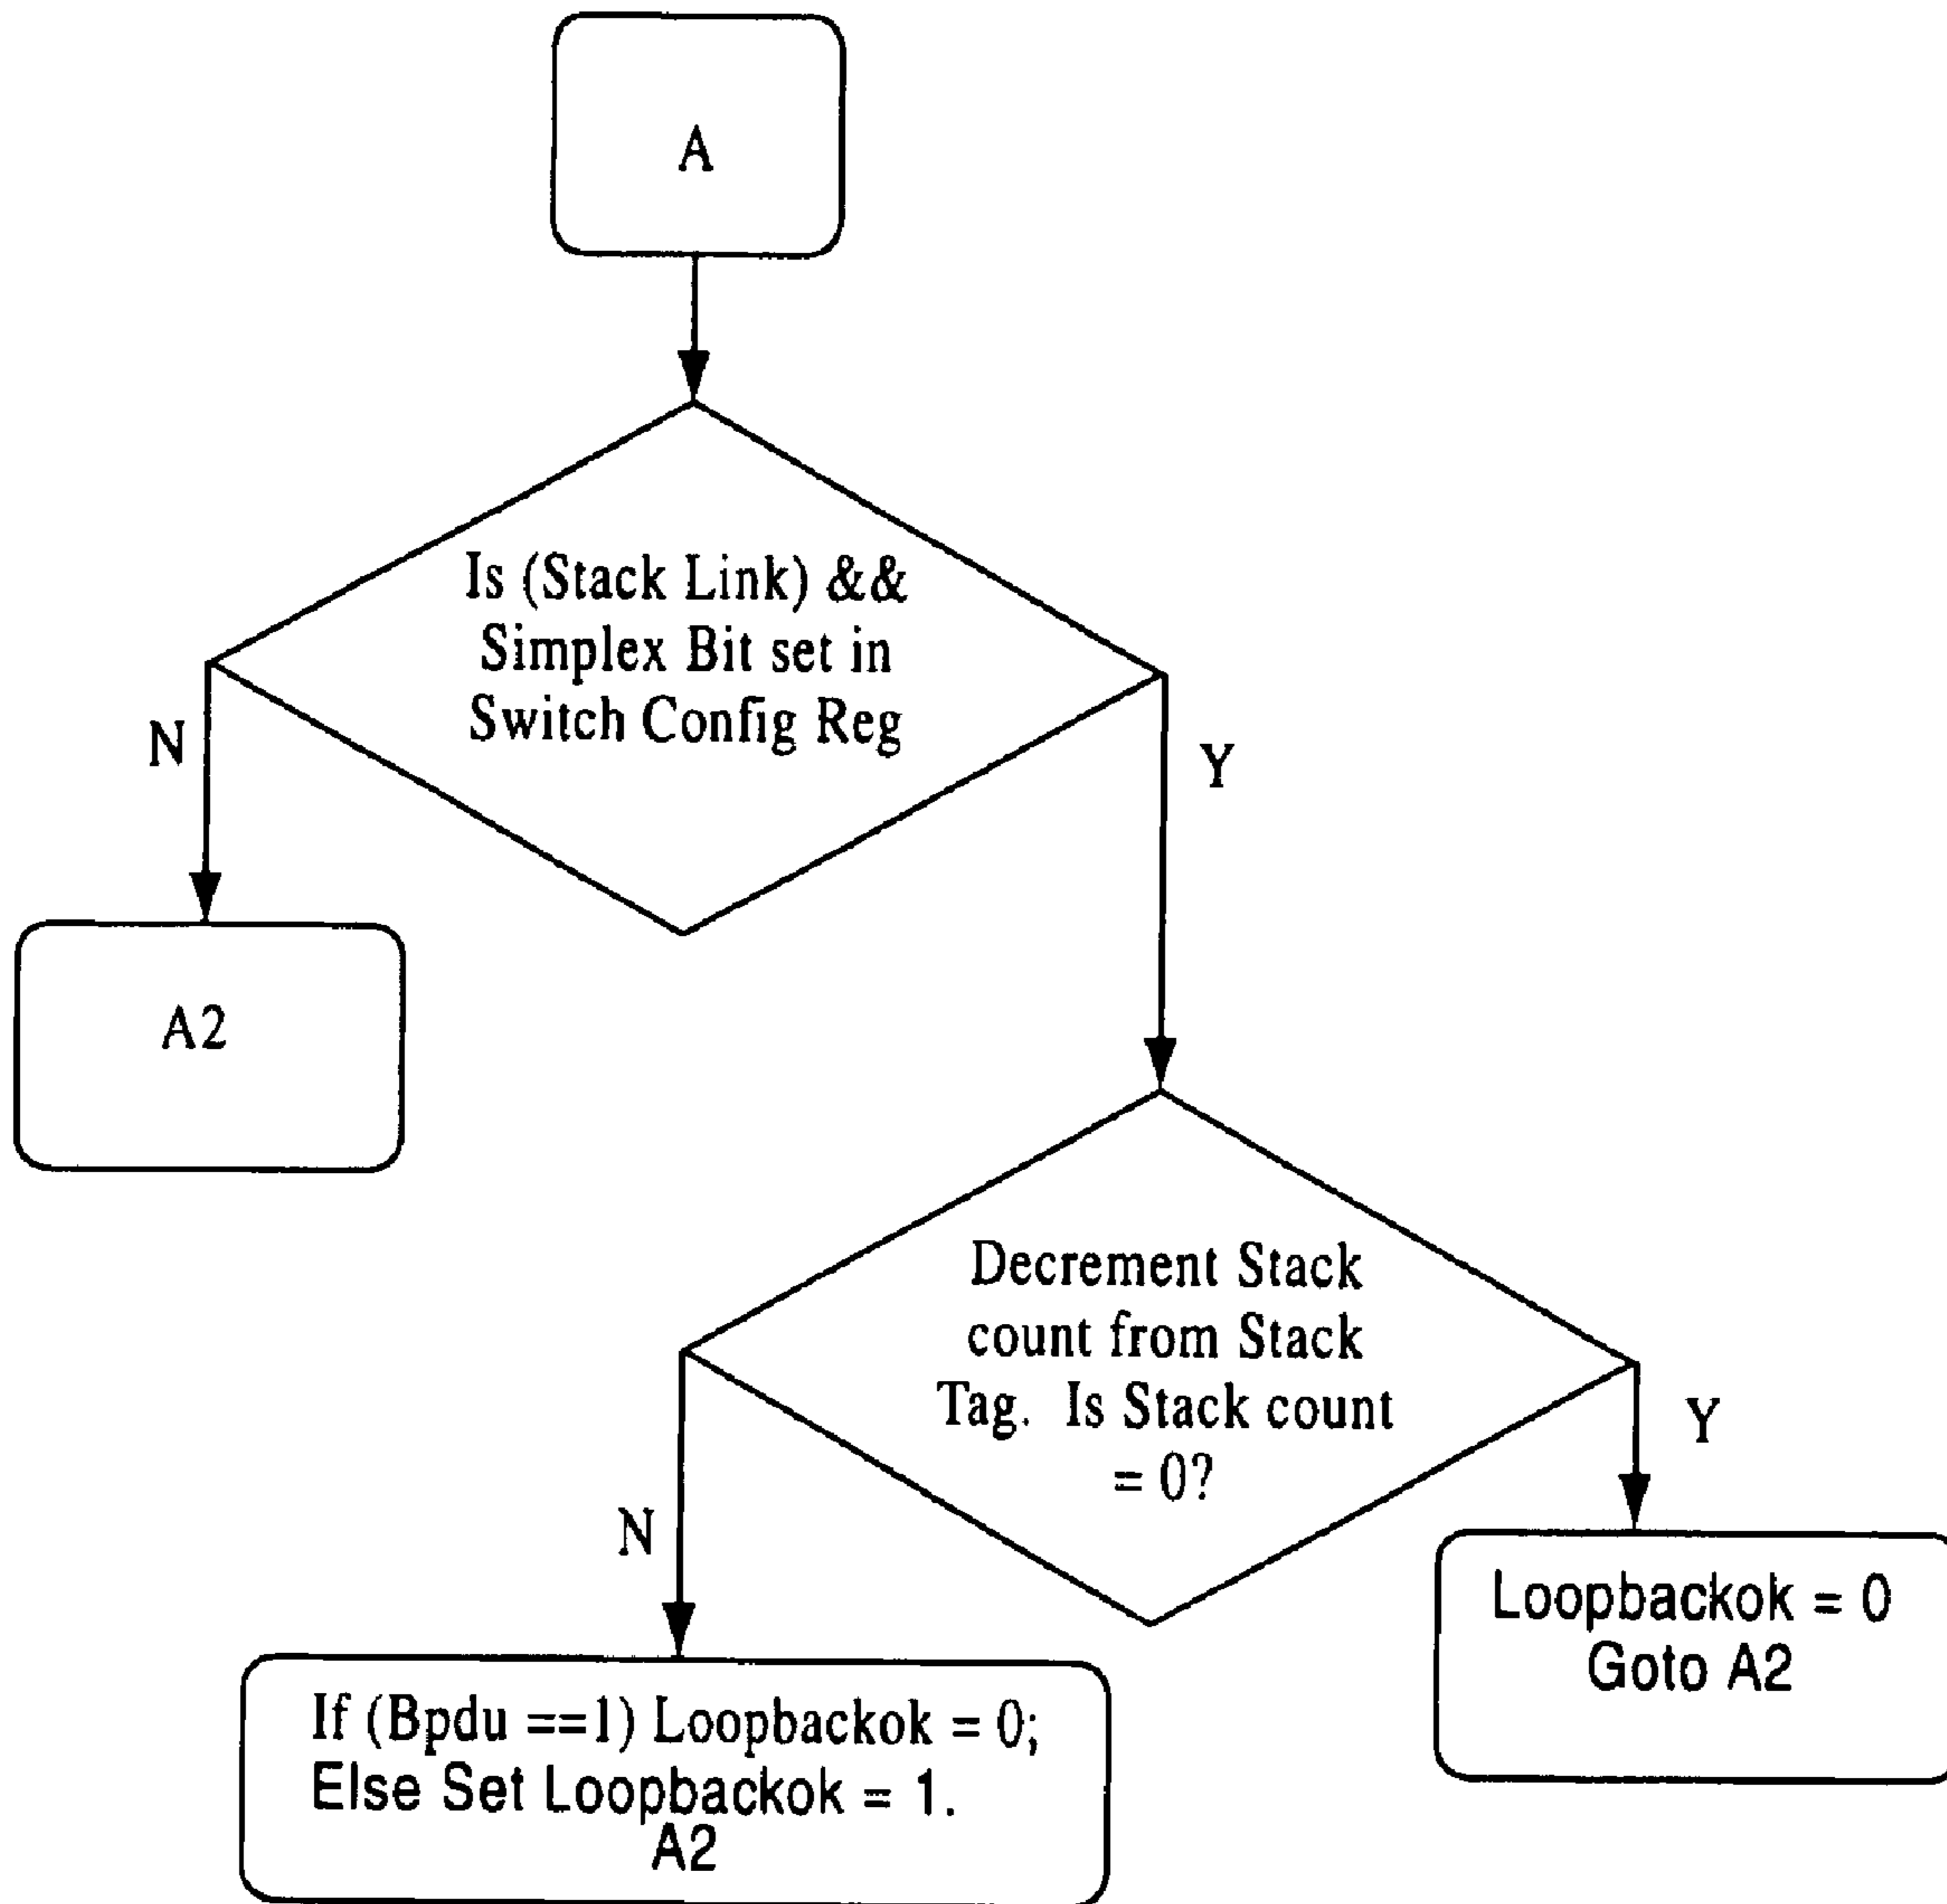 A
Is (Stack Link) &&
Simplex Bit set in
Switch Config Reg
N
Y
A2
Decrement Stack
count from Stack
Tag. Is Stack count
= 0?
N
Y
Loopbackok = 0
Goto A2
If (Bpdu ==1) Loopbackok = 0;
Else Set Loopbackok = 1.
A2